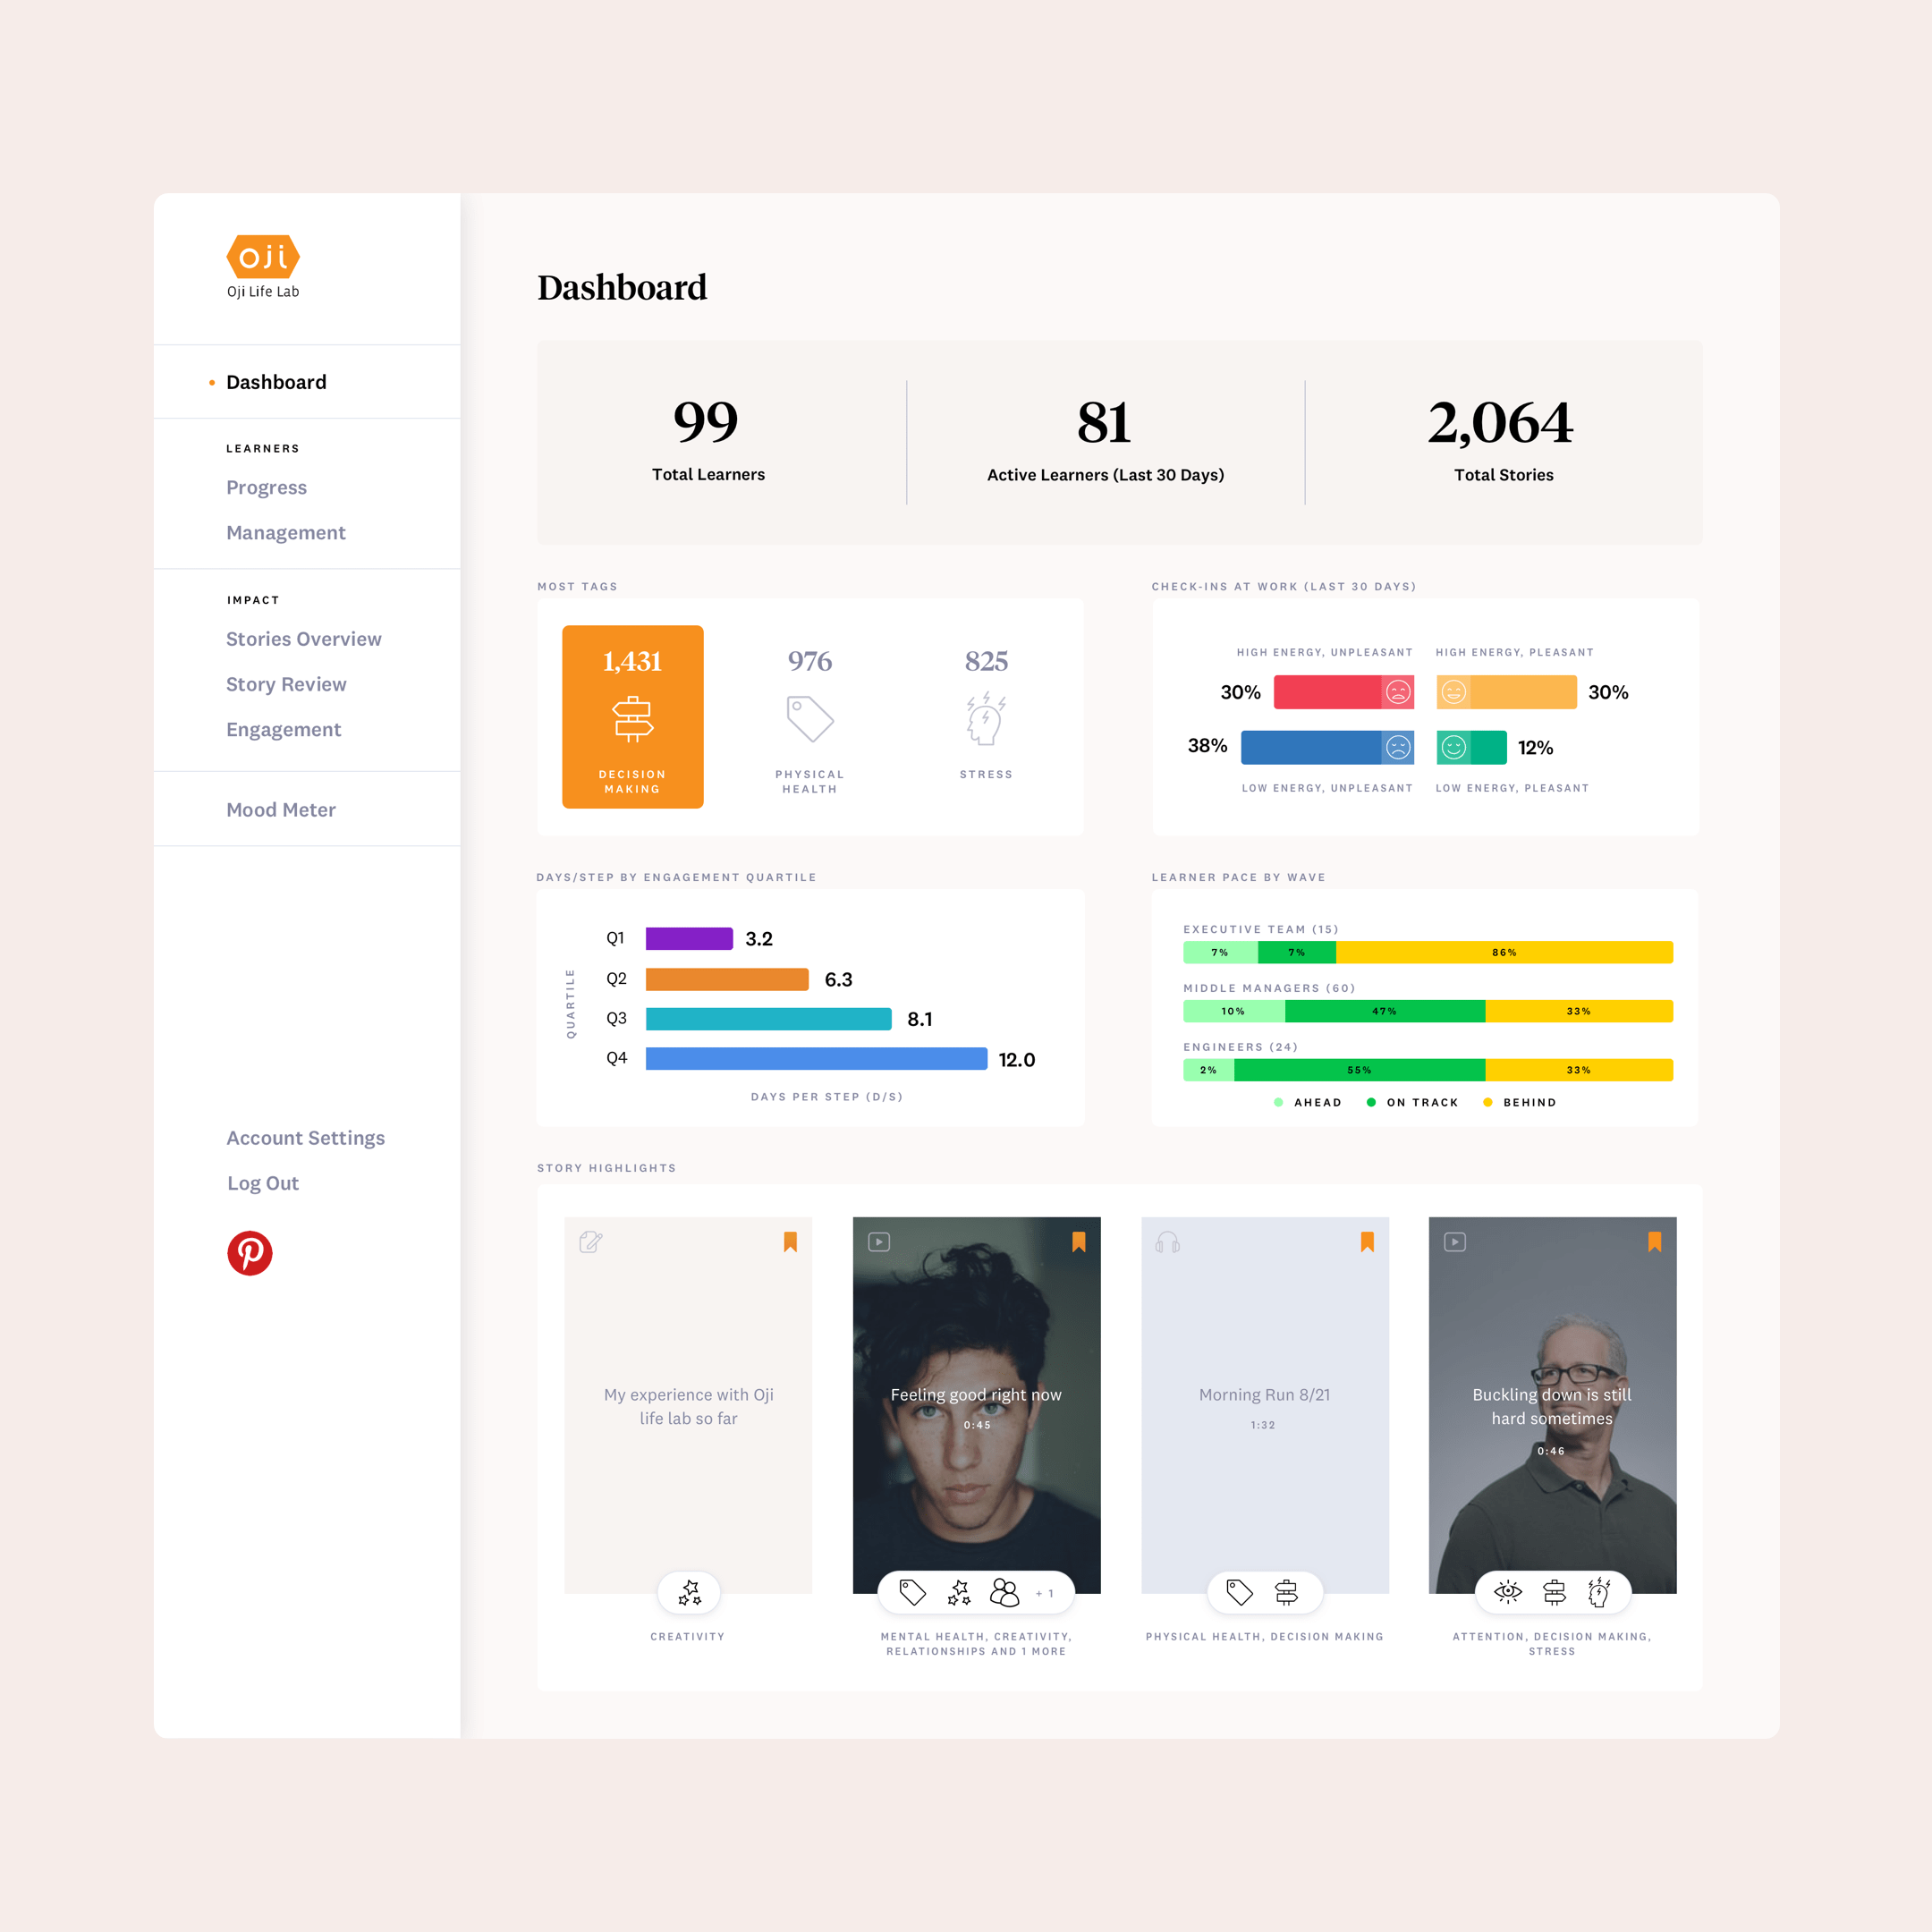 oji
Oji Life Lab
Dashboard
LEARNERS
Progress
Management
IMPACT
Stories Overview
Story Review
Engagement
Mood Meter
Account Settings
Log Out
Dashboard
99
Total Learners
81
Active Learners (Last 30 Days)
2,064
Total Stories
MOST TAGS
1,431
DECISION
MAKING
976
PHYSICAL
HEALTH
825
STRESS
CHECK-INS AT WORK (LAST 30 DAYS)
HIGH ENERGY, UNPLEASANT
HIGH ENERGY, PLEASANT
30%
30%
38%
12%
LOW ENERGY, UNPLEASANT
LOW ENERGY, PLEASANT
DAYS/STEP BY ENGAGEMENT QUARTILE
QUARTILE
Q1 3.2
Q2 6.3
Q3 8.1
Q4 12.0
DAYS PER STEP (D/S)
LEARNER PACE BY WAVE
EXECUTIVE TEAM (15)
7% 7% 86%
MIDDLE MANAGERS (60)
10% 47% 33%
ENGINEERS (24)
2% 55% 33%
AHEAD ON TRACK BEHIND
STORY HIGHLIGHTS
My experience with Oji
life lab so far
CREATIVITY
Feeling good right now
0:45
+ 1
MENTAL HEALTH, CREATIVITY,
RELATIONSHIPS AND 1 MORE
Morning Run 8/21
1:32
PHYSICAL HEALTH, DECISION MAKING
Buckling down is still
hard sometimes
0:46
ATTENTION, DECISION MAKING,
STRESS